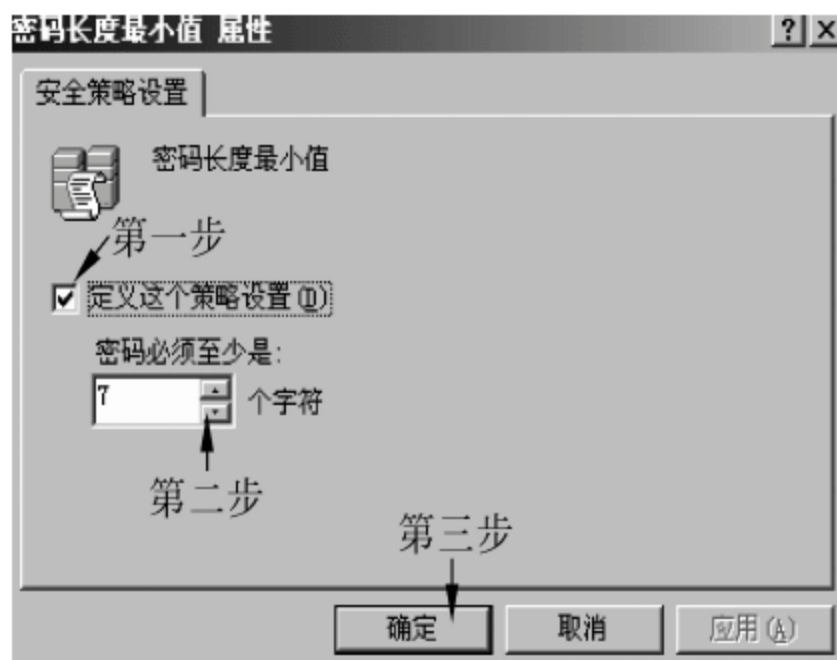 密码长度最小值 属性
安全策略设置
密码长度最小值
第一步
定义这个策略设置(D)
密码必须至少是:
7 个字符
第二步
第三步
确定 取消 应用(A)